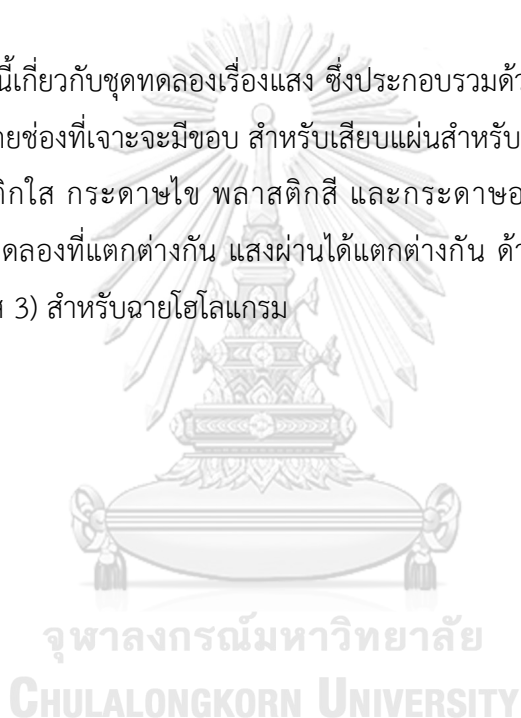 นี้เกี่ยวกับชุดทดลองเรื่องแสง ซึ่งประกอบรวมด้ว
ายช่องที่เจาะจะมีขอบ สำหรับเสียบแผ่นสำหรับ
ติกใส กระดาษไข พลาสติกสี และกระดาษอ
ดลองที่แตกต่างกัน แสงผ่านได้แตกต่างกัน ด้า
ส 3) สำหรับฉายโฮโลแกรม
จุฬาลงกรณ์มหาวิทยาลัย
CHULALONGKORN UNIVERSITY